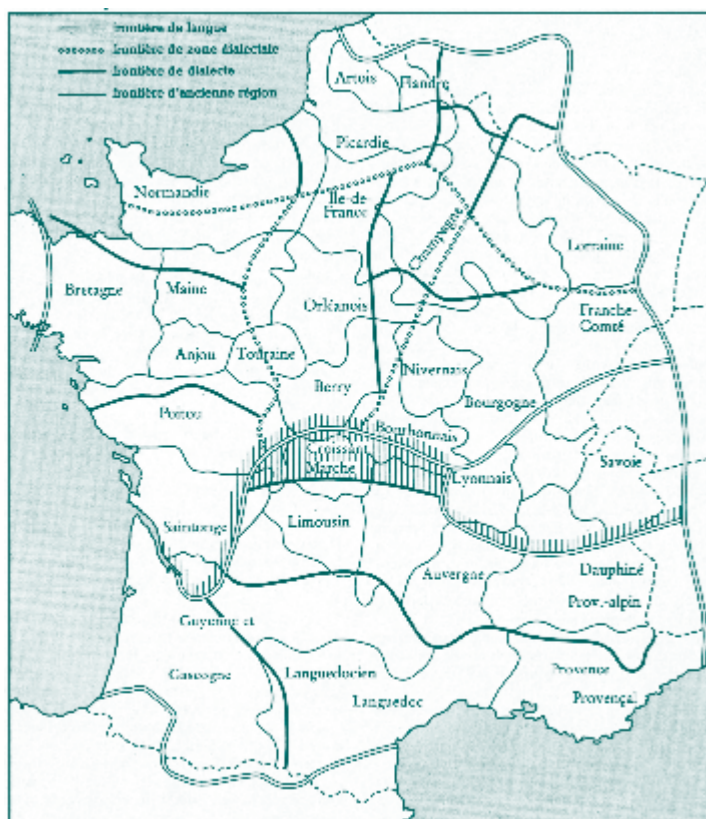 frontière de langue
frontière de zone dialectale
frontière de dialecte
frontière d'ancienne région
Artois
Flandre
Picardie
Normandie
Ile-de-
France
Champagne
Lorraine
Bretagne
Maine
Orléanois
Franche-
Comté
Anjou
Touraine
Nivernais
Berry
Bourgogne
Poitou
Bourbonnais
Croissant
Marche
Lyonnais
Savoie
Saintonge
Limousin
Auvergne
Dauphiné
Prov.-alpin
Guyenne et
Gascogne
Languedocien
Provence
Languedoc
Provençal